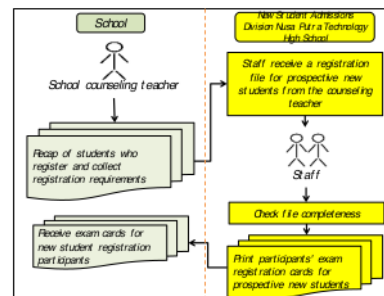 School
School counseling teacher
Recap of students who
register and collect
registration requirements
Receive exam cards for
new student registration
participants
New Student Admissions
Division Nusa Putra Technology
High School
Staff receive a registration
file for prospective new
students from the counseling
teacher
Staff
Check file completeness
Print participants' exam
registration cards for
prospective new students